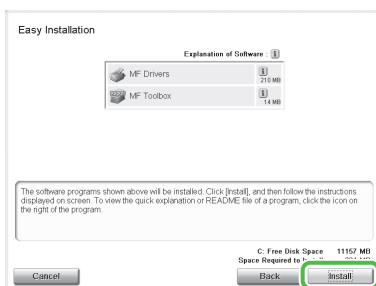 Easy Installation
Explanation of Software :
MF Drivers
210 MB
MF Toolbox
14 MB
The software programs shown above will be installed. Click [Install], and then follow the instructions
displayed on screen. To view the quick explanation or README file of a program, click the icon on
the right of the program.
C: Free Disk Space 11157 MB
Space Required to
Cancel
Back
Install